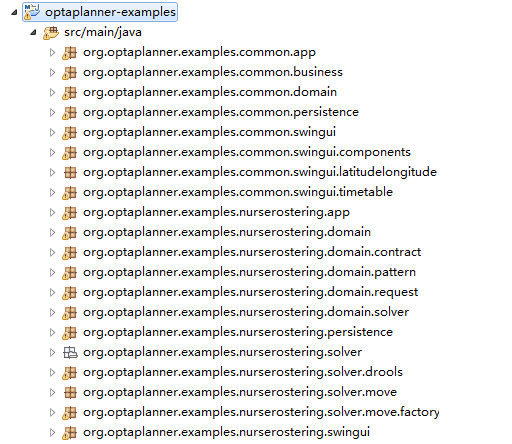 optaplanner-examples
src/main/java
org.optaplanner.examples.common.app
org.optaplanner.examples.common.business
org.optaplanner.examples.common.domain
org.optaplanner.examples.common.persistence
org.optaplanner.examples.common.swingui
org.optaplanner.examples.common.swingui.components
org.optaplanner.examples.common.swingui.latitudelongitude
org.optaplanner.examples.common.swingui.timetable
org.optaplanner.examples.nurserostering.app
org.optaplanner.examples.nurserostering.domain
org.optaplanner.examples.nurserostering.domain.contract
org.optaplanner.examples.nurserostering.domain.pattern
org.optaplanner.examples.nurserostering.domain.request
org.optaplanner.examples.nurserostering.domain.solver
org.optaplanner.examples.nurserostering.persistence
org.optaplanner.examples.nurserostering.solver
org.optaplanner.examples.nurserostering.solver.drools
org.optaplanner.examples.nurserostering.solver.move
org.optaplanner.examples.nurserostering.solver.move.factory
org.optaplanner.examples.nurserostering.swingui